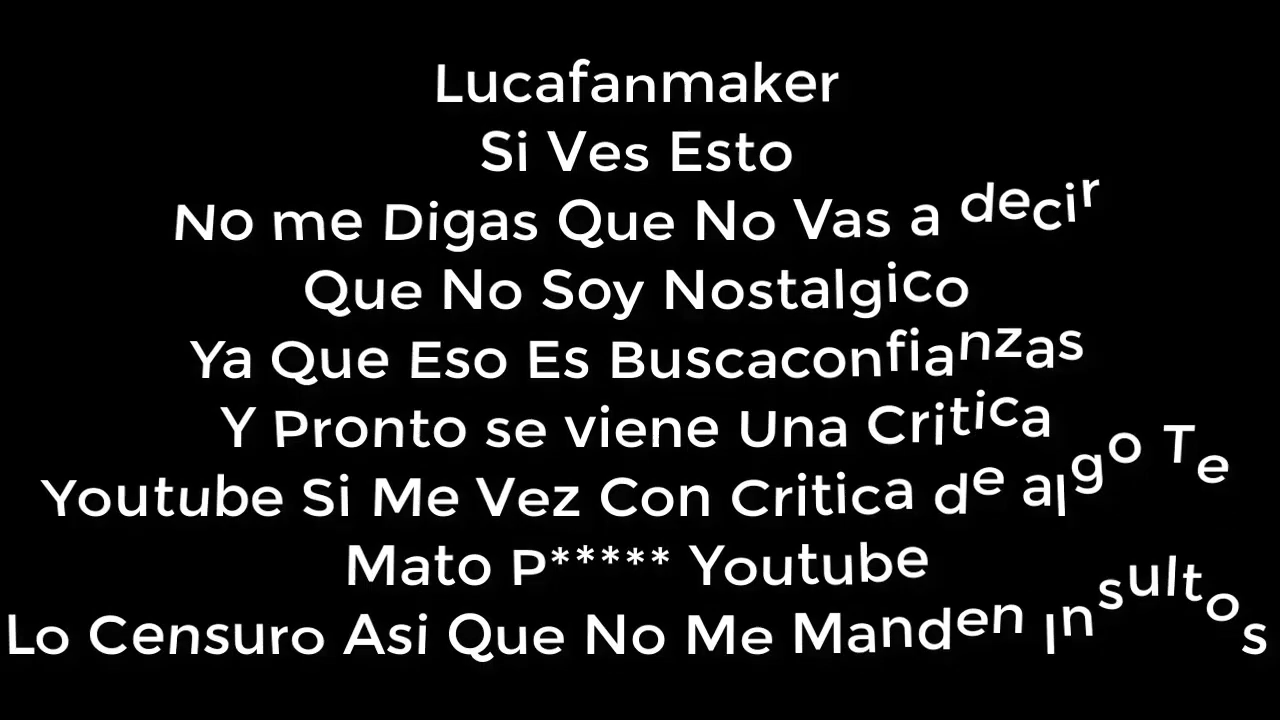 Lucafanmaker
Si Ves Esto
No me Digas Que No Vas a decir
Que No Soy Nostalgico
Ya Que Eso Es Buscaconfianzas
Y Pronto se viene Una Critica
Youtube Si Me Vez Con Critica de algo Te
Mato P***** Youtube
Lo Censuro Asi Que No Me Manden Insultos